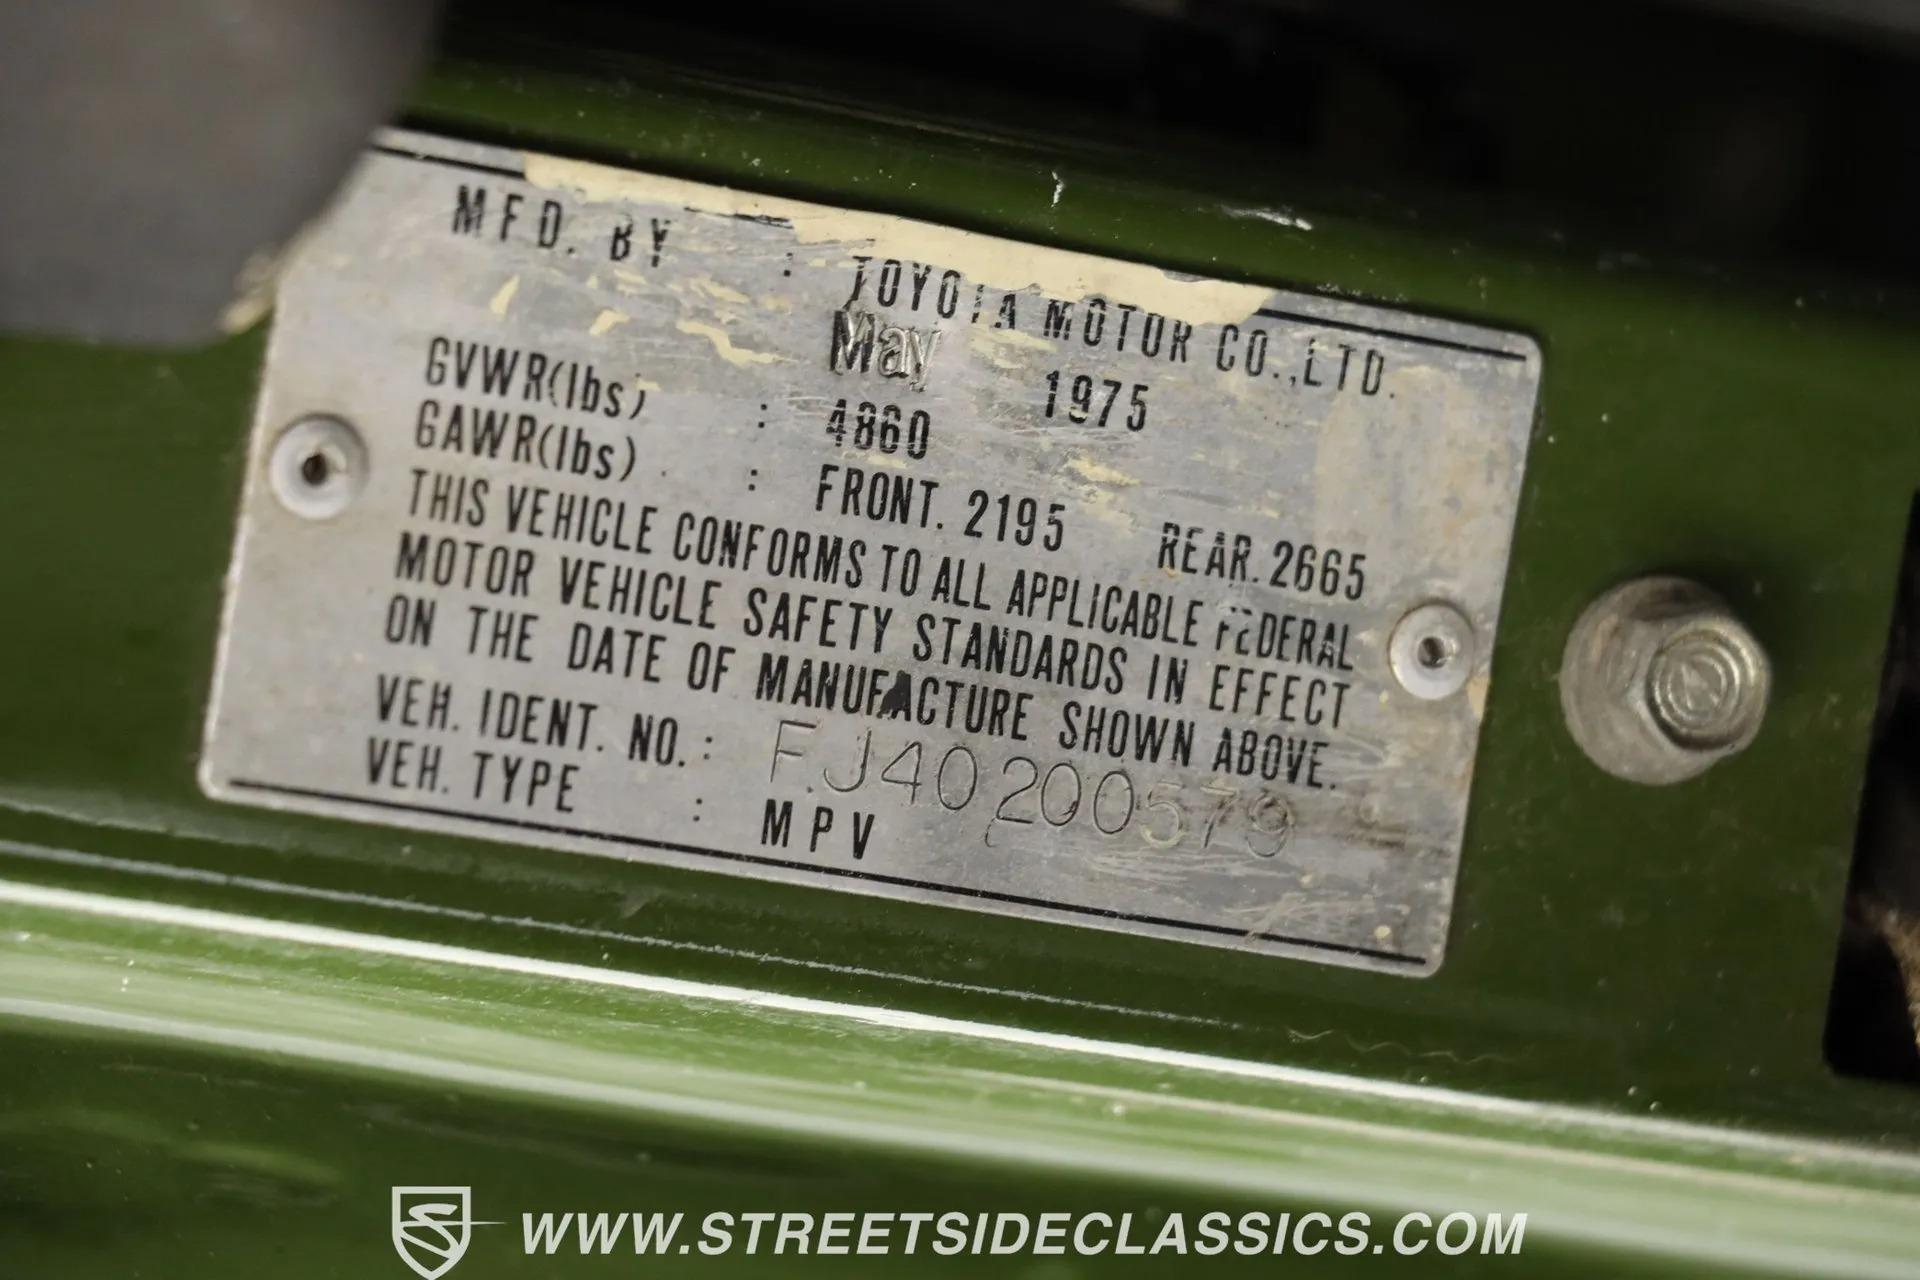 MFD. BY : TOYOTA MOTOR CO.,LTD.
May 1975
GVWR(lbs) : 4860
GAWR(lbs) : FRONT. 2195 REAR. 2665
THIS VEHICLE CONFORMS TO ALL APPLICABLE FEDERAL
MOTOR VEHICLE SAFETY STANDARDS IN EFFECT
ON THE DATE OF MANUFACTURE SHOWN ABOVE.
VEH. IDENT. NO. : FJ40200579
VEH. TYPE : MPV
WWW.STREETSIDECLASSICS.COM